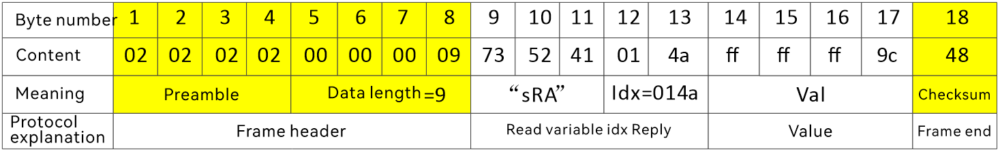 Byte number 1 2 3 4 5 6 7 8 9 10 11 12 13 14 15 16 17 18
Content 02 02 02 02 00 00 00 09 73 52 41 01 4a ff ff ff 9c 48
Meaning Preamble Data length=9 “sRA” Idx=014a Val Checksum
Protocol
explanation Frame header Read variable idx Reply Value Frame end